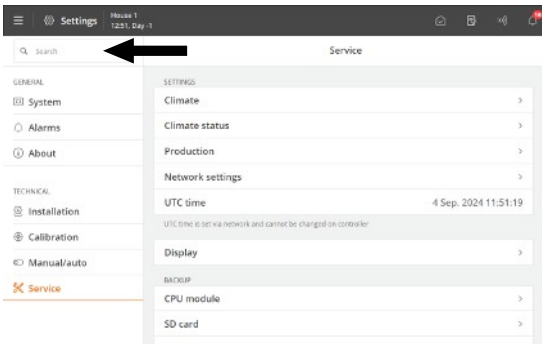 Settings
House 1
12:51, Day -1
Search
Service
GENERAL
System
Alarms
About
TECHNICAL
Installation
Calibration
Manual/auto
Service
SETTINGS
Climate
Climate status
Production
Network settings
UTC time 4 Sep. 2024 11:51:19
UTC time is set via network and cannot be changed on controller
Display
BACKUP
CPU module
SD card